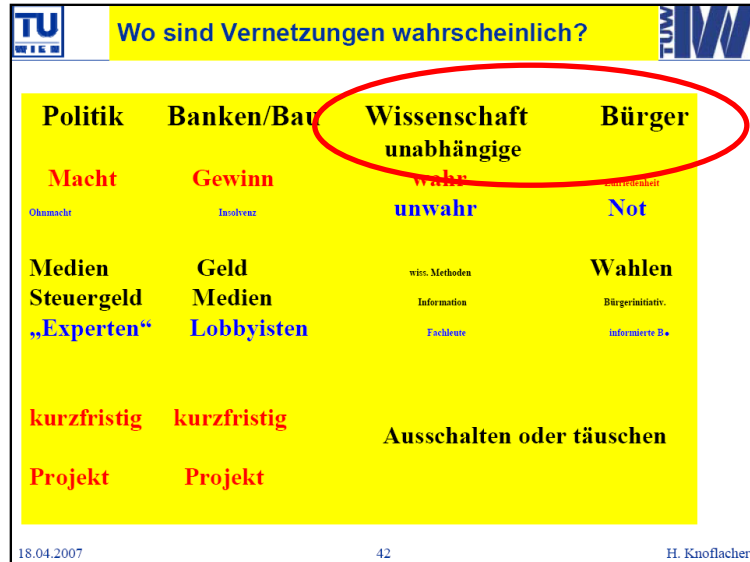 TU
WIEN
Wo sind Vernetzungen wahrscheinlich?
TUW
Politik Banken/Bau Wissenschaft Bürger
unabhängige
Macht Gewinn wahr Zufriedenheit
Ohnmacht Insolvenz unwahr Not
Medien Geld wiss. Methoden Wahlen
Steuergeld Medien Information Bürgerinitiativ.
„Experten“ Lobbyisten Fachleute informierte B.
kurzfristig kurzfristig
Ausschalten oder täuschen
Projekt Projekt
18.04.2007 42 H. Knoflacher